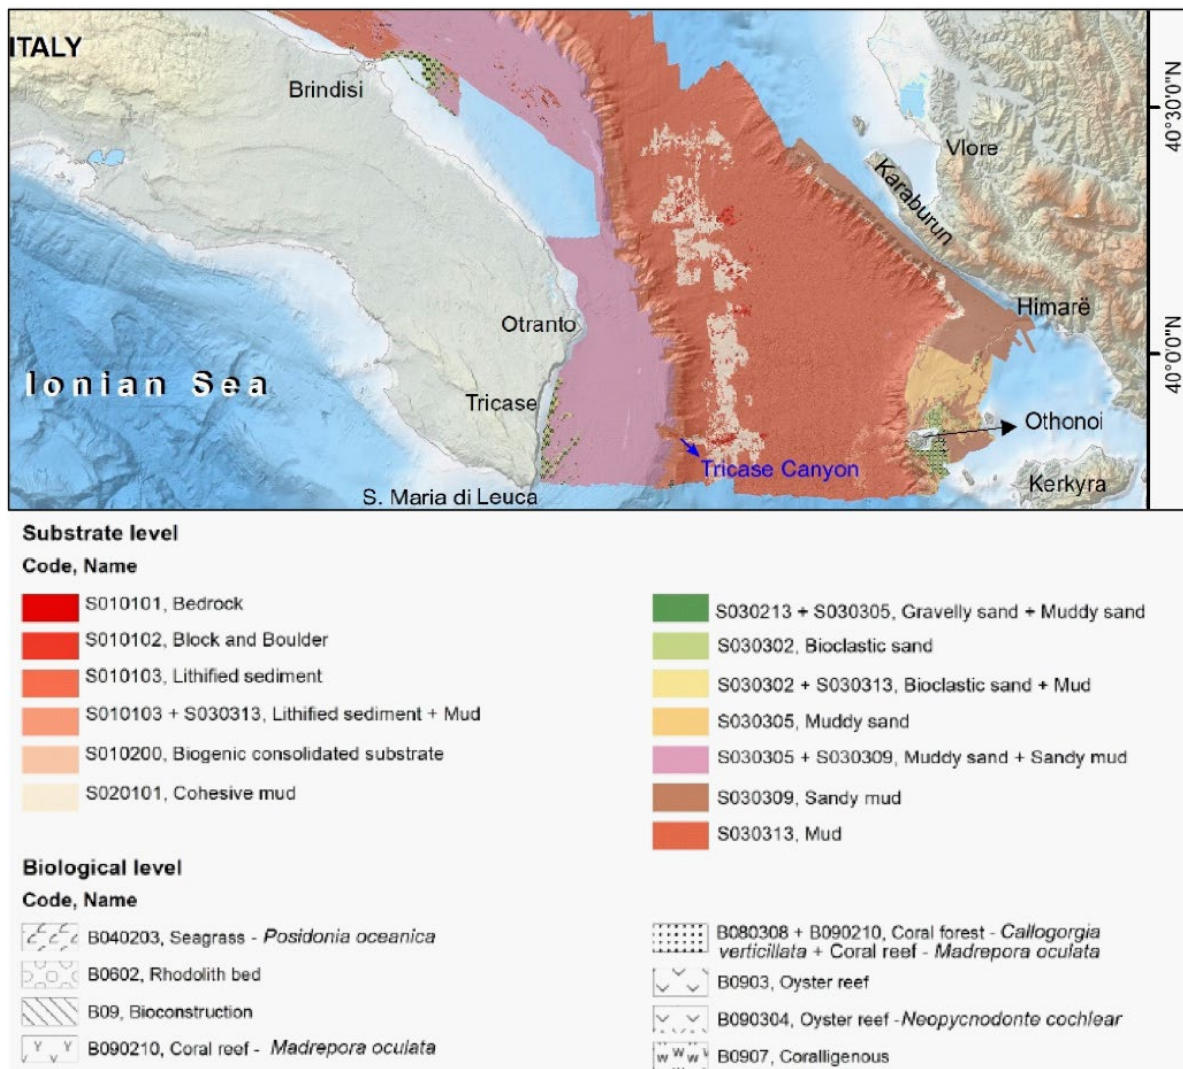 ITALY
Brindisi
40°30'0"N
Vlore
Karaburun
Himarë
Otranto
40°0'0"N
Ionian Sea
Tricase
Othonoi
Tricase Canyon
Kerkyra
S. Maria di Leuca
Substrate level
Code, Name
S010101, Bedrock
S010102, Block and Boulder
S010103, Lithified sediment
S010103 + S030313, Lithified sediment + Mud
S010200, Biogenic consolidated substrate
S020101, Cohesive mud
S030213 + S030305, Gravelly sand + Muddy sand
S030302, Bioclastic sand
S030302 + S030313, Bioclastic sand + Mud
S030305, Muddy sand
S030305 + S030309, Muddy sand + Sandy mud
S030309, Sandy mud
S030313, Mud
Biological level
Code, Name
B040203, Seagrass - Posidonia oceanica
B0602, Rhodolith bed
B09, Bioconstruction
B090210, Coral reef - Madrepora oculata
B080308 + B090210, Coral forest - Callogorgia
verticillata + Coral reef - Madrepora oculata
B0903, Oyster reef
B090304, Oyster reef -Neopycnodonte cochlear
B0907, Coralligenous